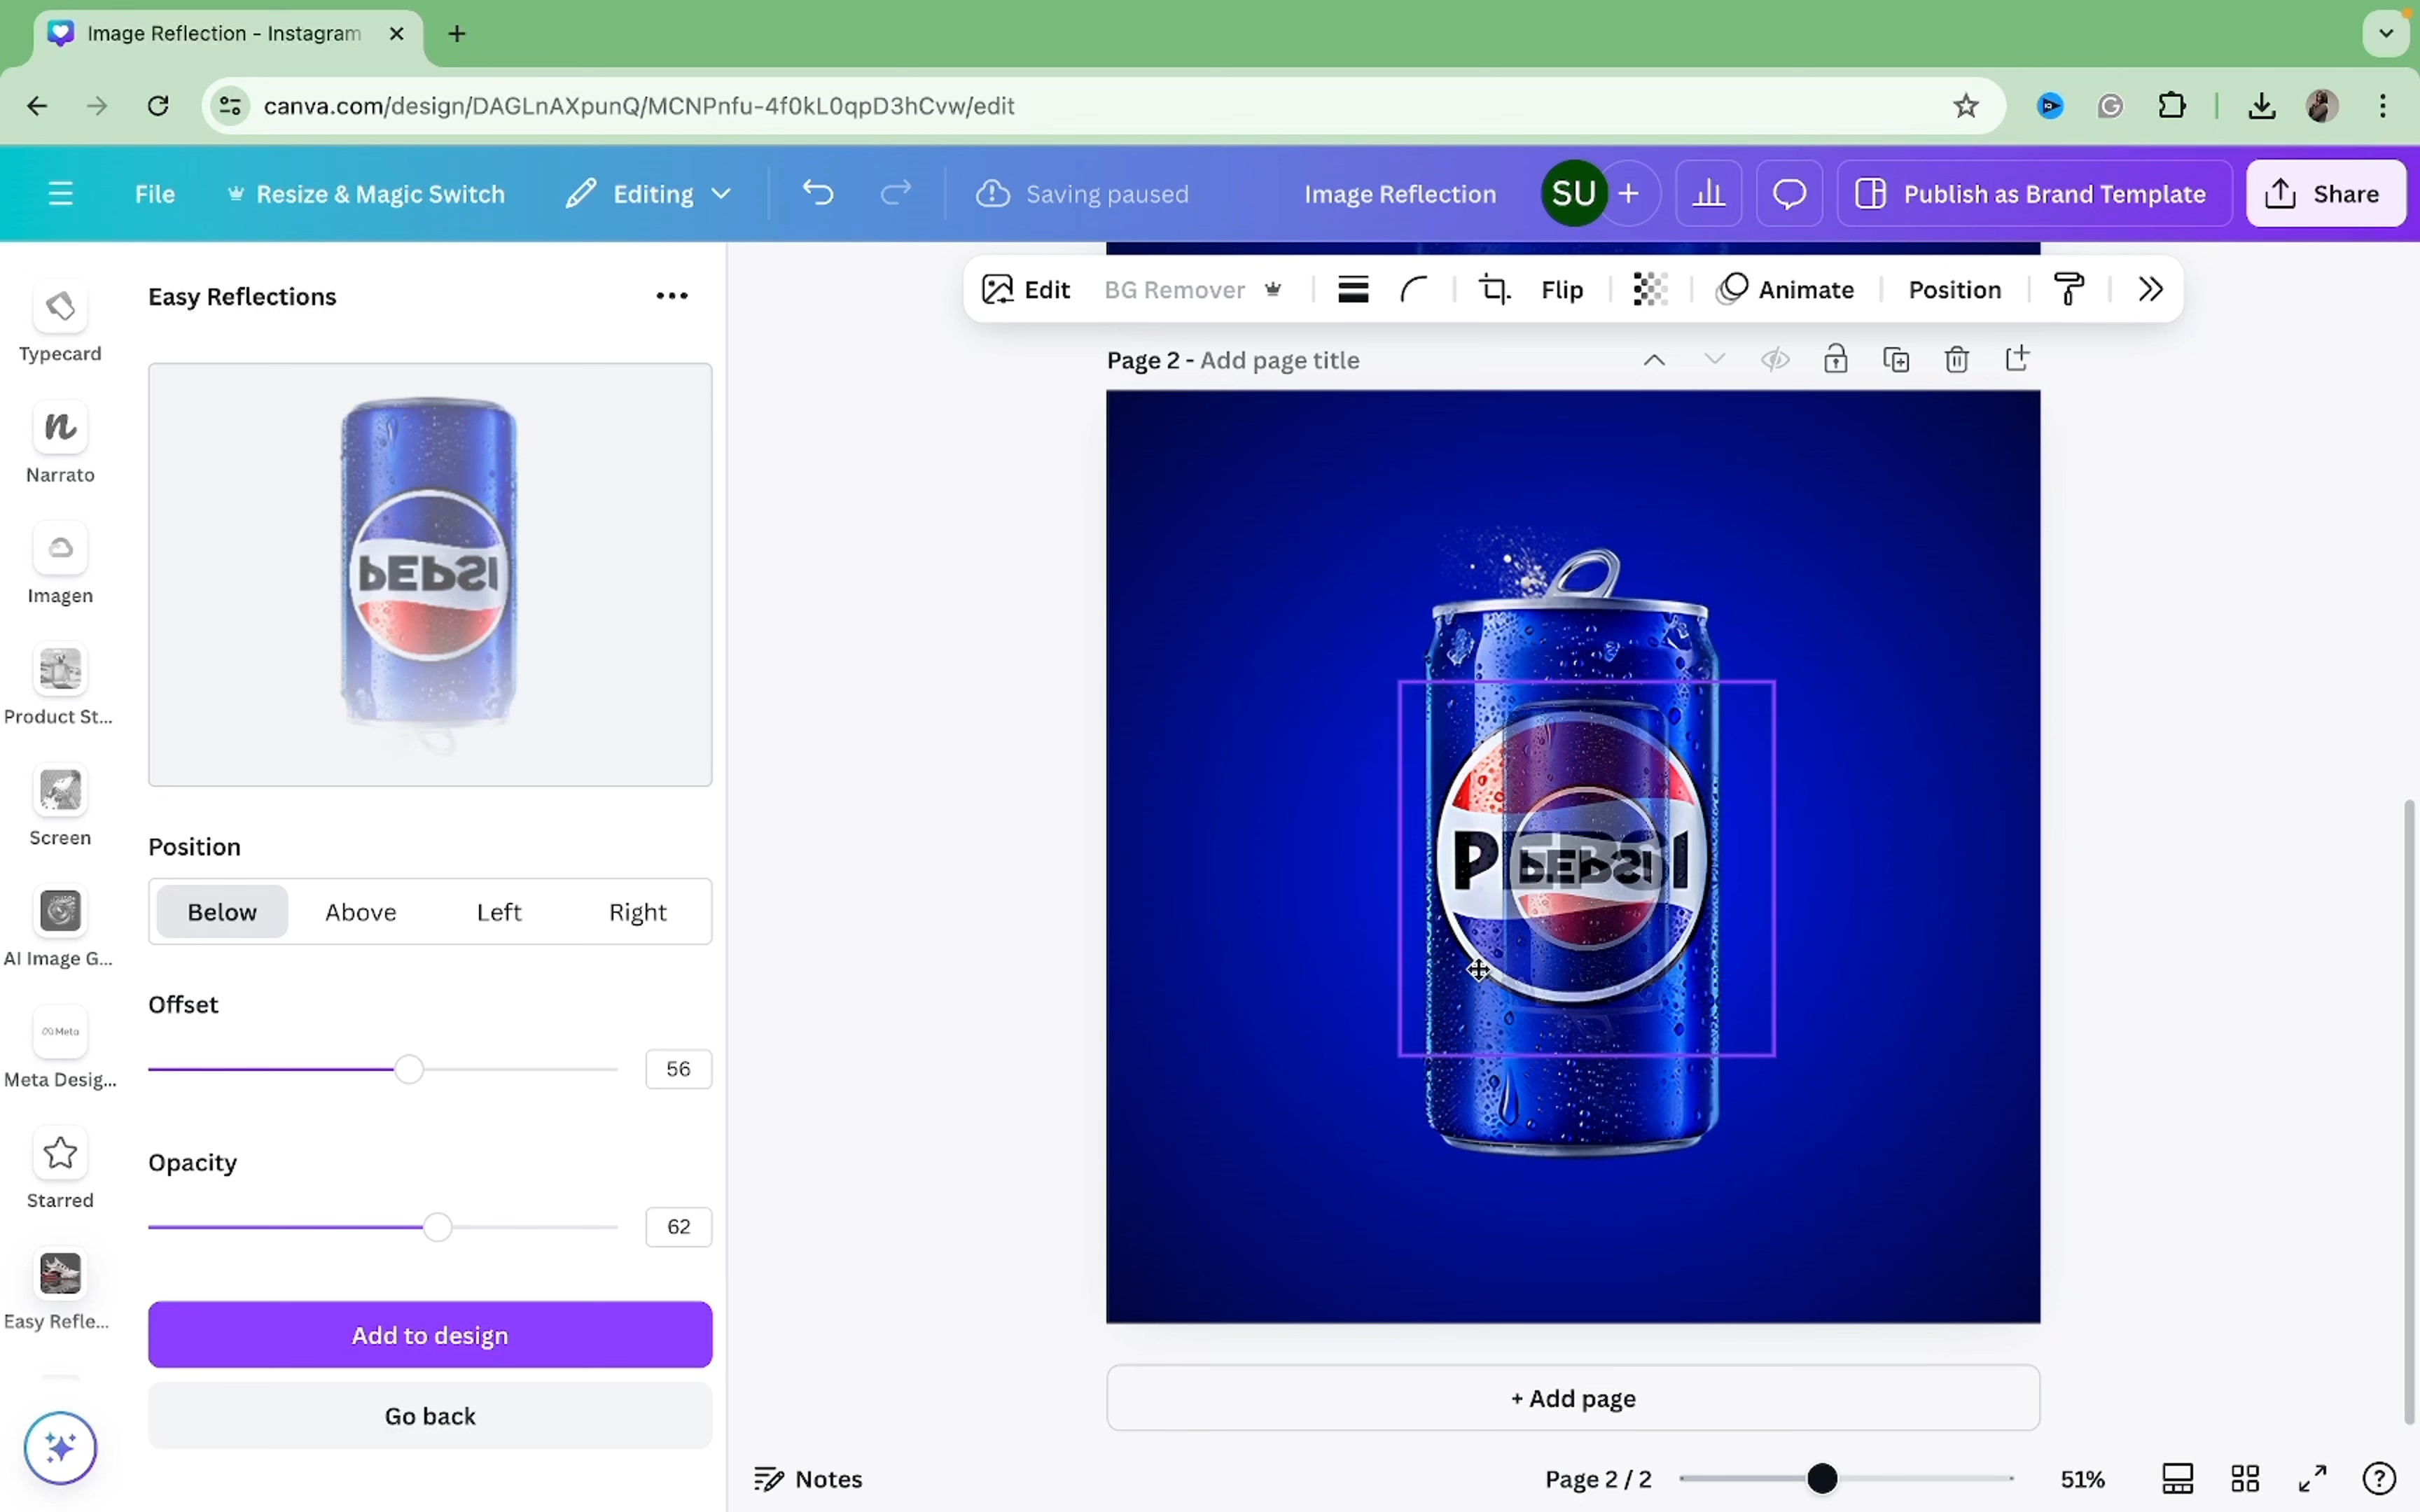 Image Reflection - Instagram
canva.com/design/DAGLnAXpunQ/MCNPnfu-4f0kL0qpD3hCvw/edit
File
Resize & Magic Switch
Editing
Saving paused
Image Reflection
SU
Publish as Brand Template
Share
Easy Reflections
Edit
BG Remover
Flip
Animate
Position
Page 2 - Add page title
Typecard
Narrato
Imagen
Product St...
Screen
AI Image G...
Meta
Meta Desig...
Starred
Easy Refle...
PEPSI
Position
Below
Above
Left
Right
Offset
56
Opacity
62
Add to design
Go back
+ Add page
Notes
Page 2 / 2
51%